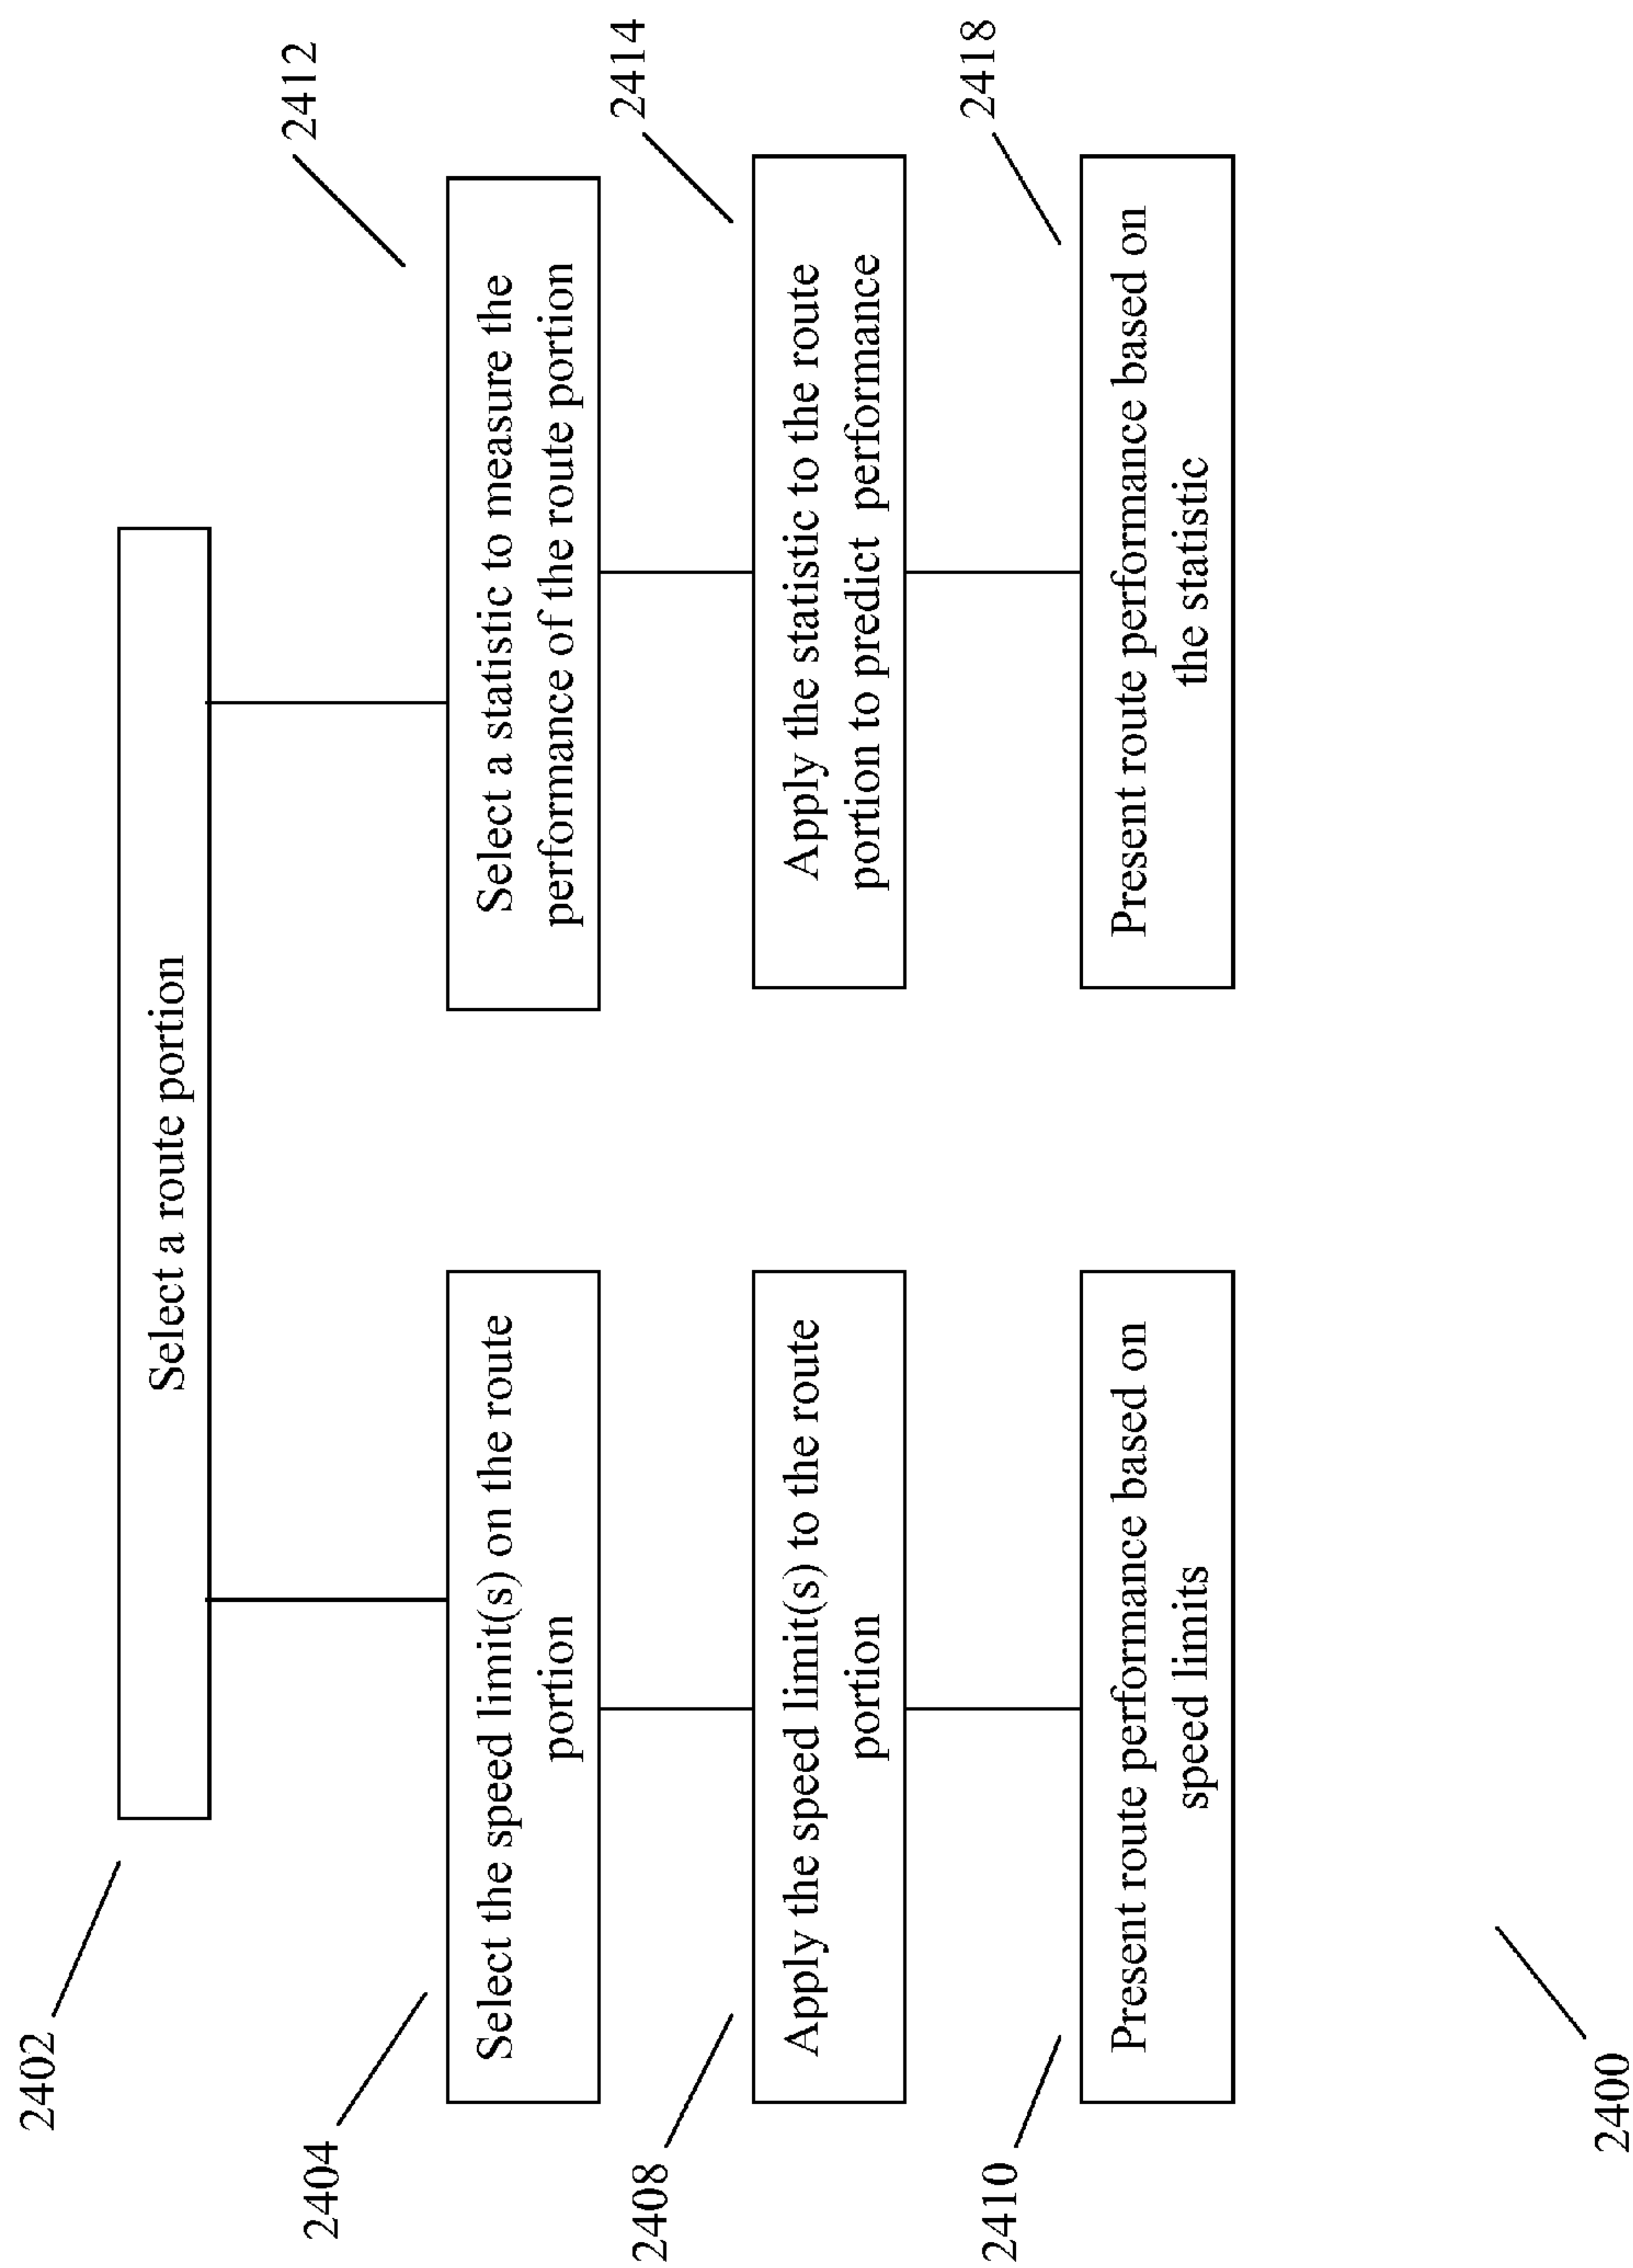 2402
Select a route portion
2404
Select the speed limit(s) on the route
portion
2408
Apply the speed limit(s) to the route
portion
2410
Present route performance based on
speed limits
2412
Select a statistic to measure the
performance of the route portion
2414
Apply the statistic to the route
portion to predict performance
2418
Present route performance based on
the statistic
2400